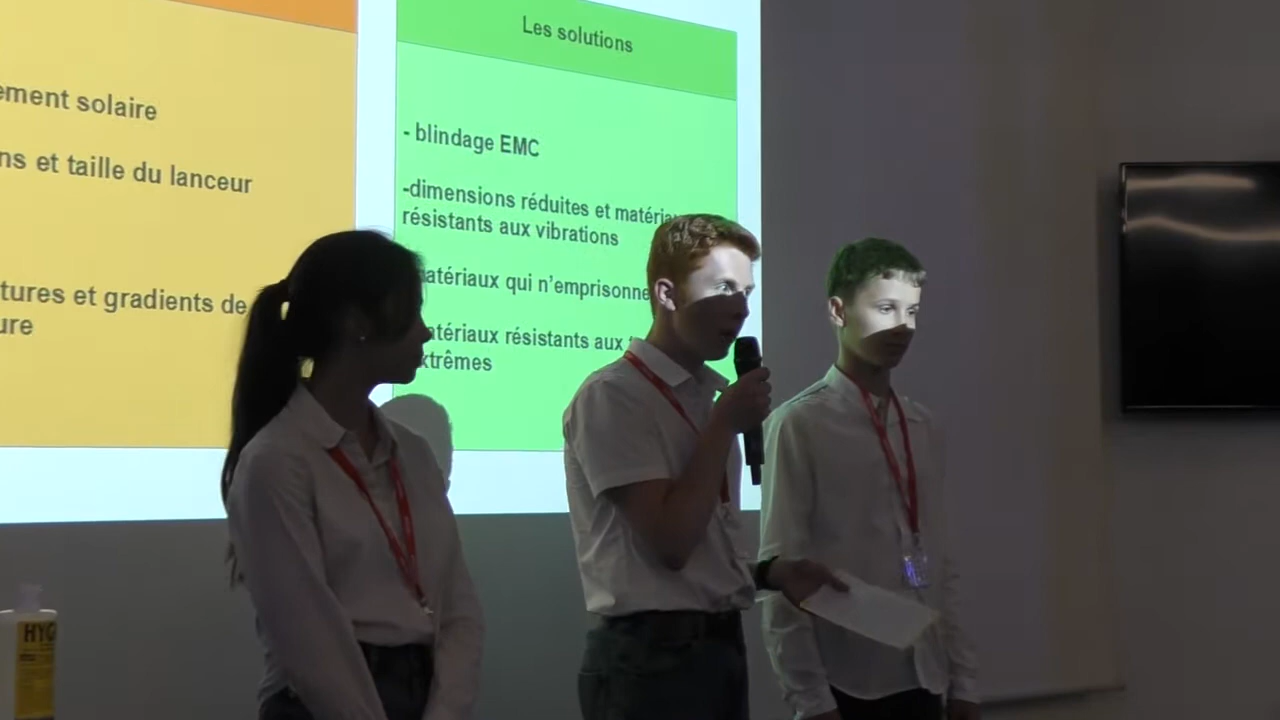 ement solaire
ns et taille du lanceur
tures et gradients de
ure
Les solutions
- blindage EMC
-dimensions réduites et matéria
résistants aux vibrations
atériaux qui n'emprisonne
atériaux résistants aux
xtrêmes
HYG